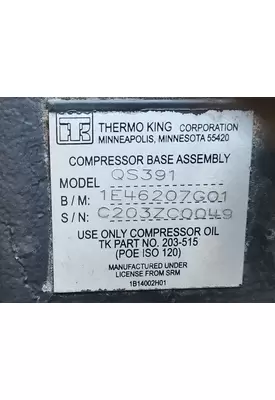 THERMO KING CORPORATION
MINNEAPOLIS, MINNESOTA 55420
COMPRESSOR BASE ASSEMBLY
MODEL QS391
B / M: 1E46207G01
S / N: C203ZC0049
USE ONLY COMPRESSOR OIL
TK PART NO. 203-515
(POE ISO 120)
MANUFACTURED UNDER
LICENSE FROM SRM
1B14002H01